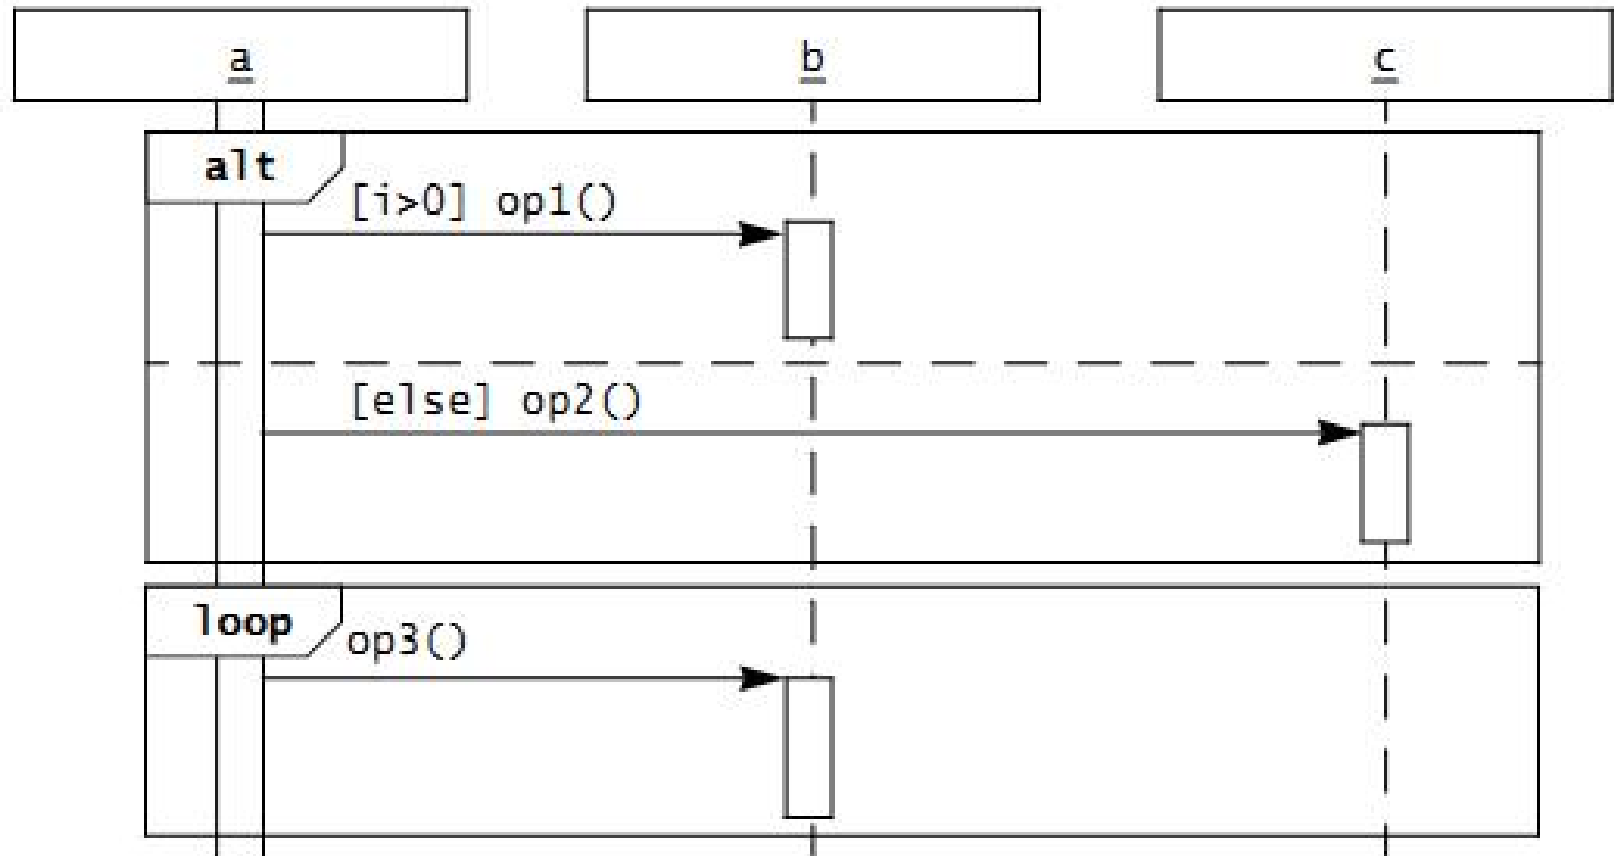 a
b
c
alt
[i>0] op1()
[else] op2()
loop
op3()